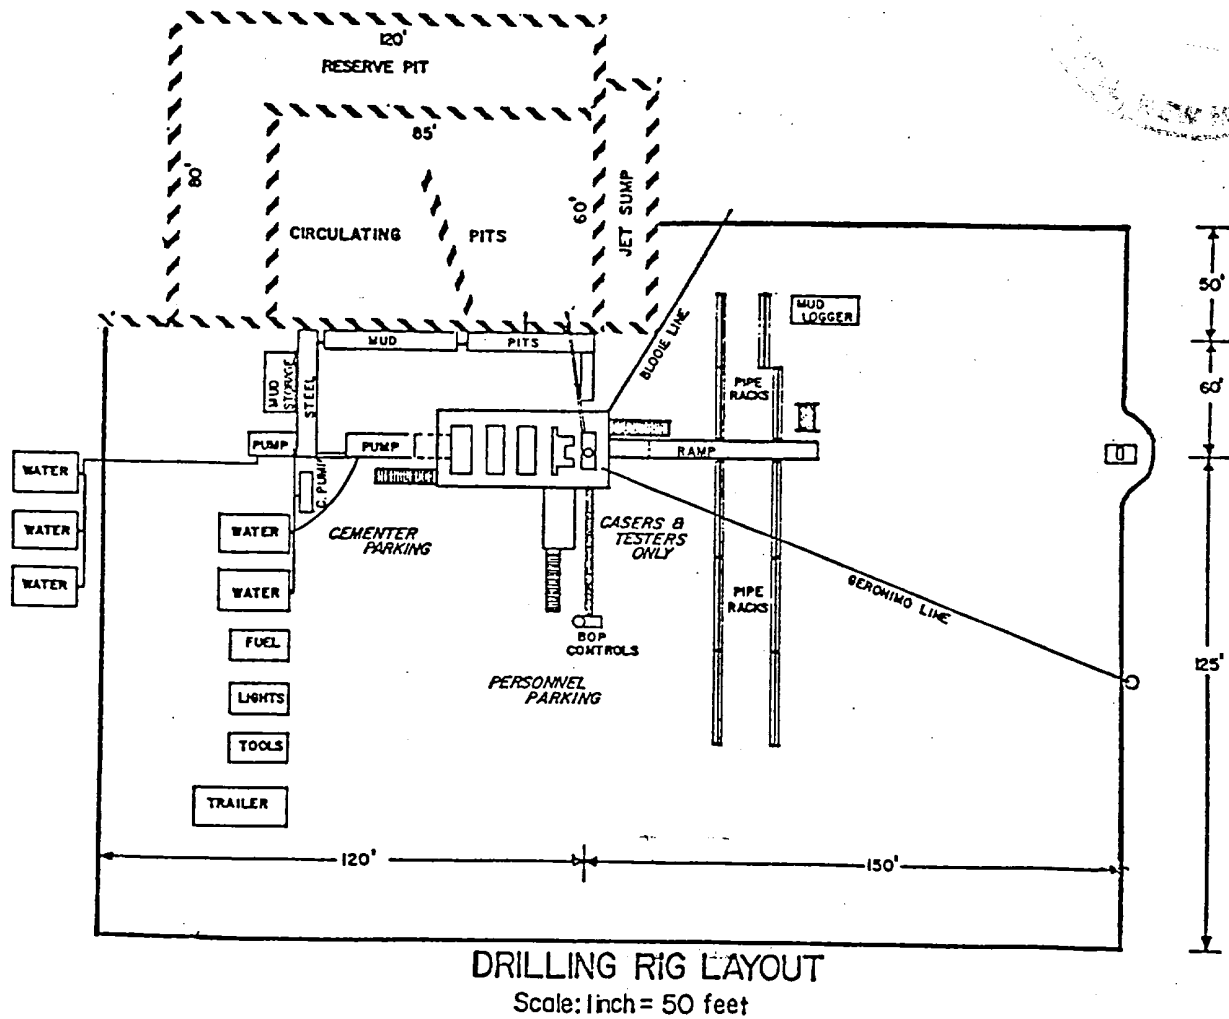 120'
RESERVE PIT
85'
80'
60'
JET SUMP
CIRCULATING PITS
50'
MUD
LOGGER
MUD
PITS
BLOOIE LINE
60'
MUD
STORAGE
STEEL
PIPE
RACKS
PUMP
PUMP
RAMP
WATER
C. PUMP
WATER
CEMENTER
PARKING
CASERS &
TESTERS
ONLY
WATER
WATER
WATER
PIPE
RACKS
GERONIMO LINE
FUEL
BOP
CONTROLS
125'
PERSONNEL
PARKING
LIGHTS
TOOLS
TRAILER
120'
150'
DRILLING RIG LAYOUT
Scale: 1 inch = 50 feet